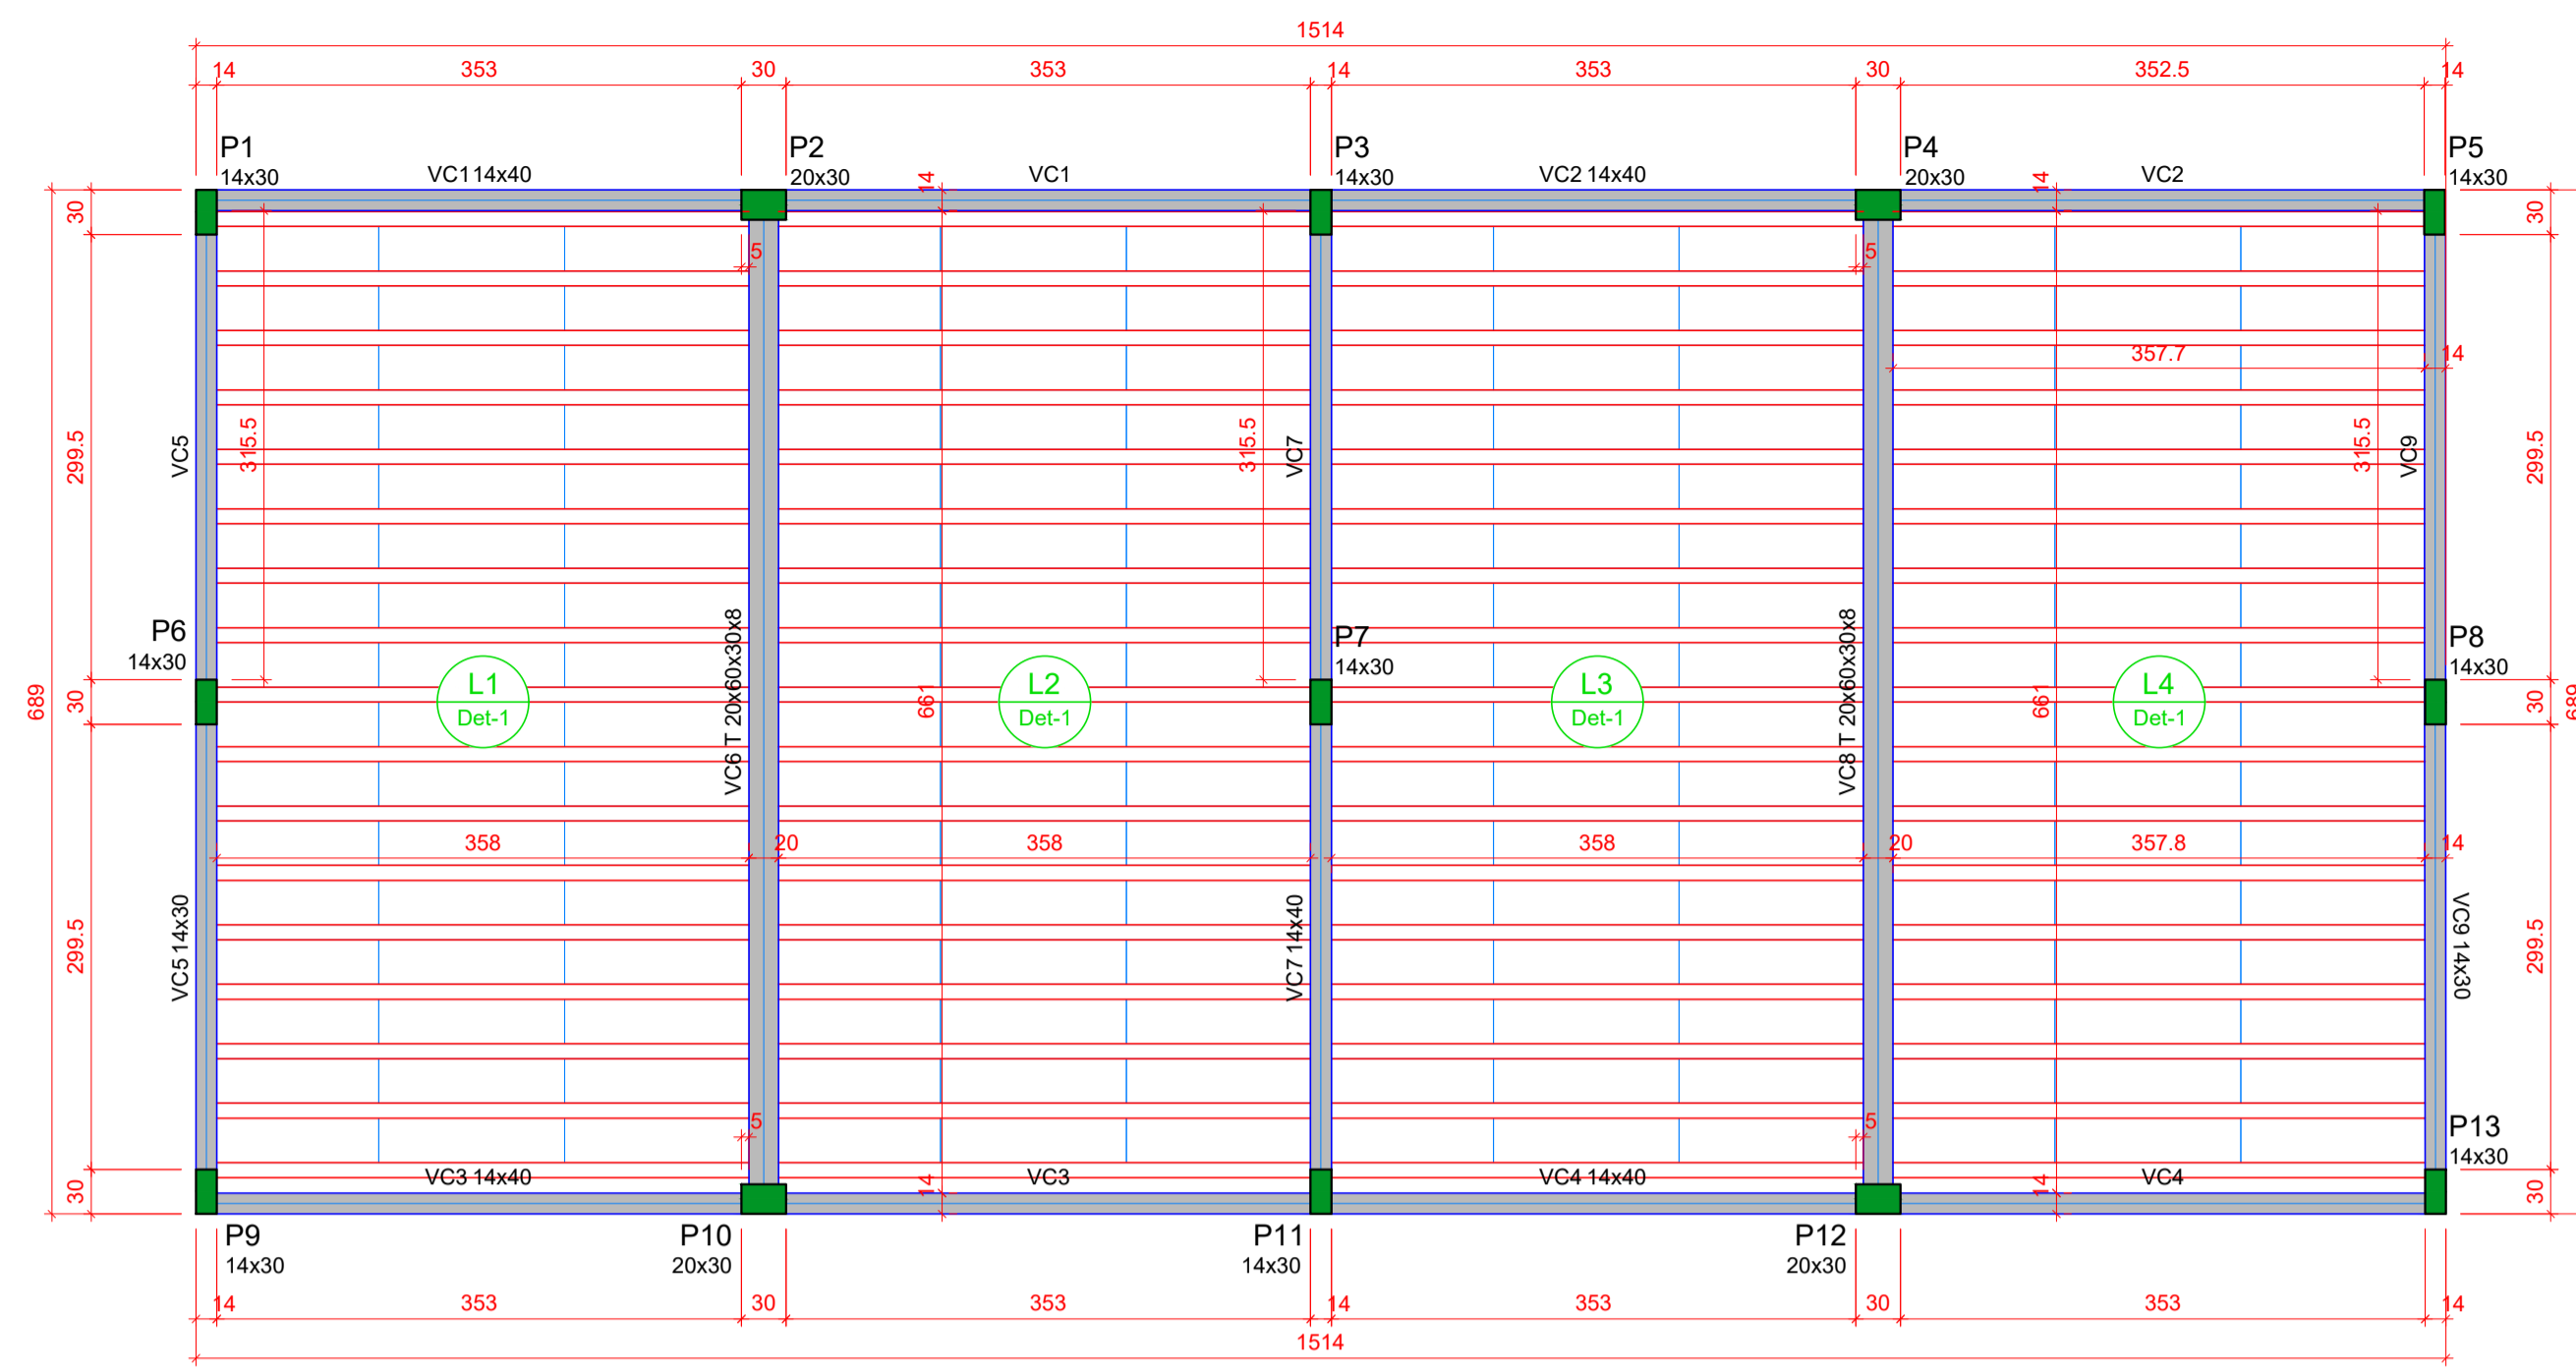 1514
14 353 30 353 14 353 30 352.5 14
P1 P2 P3 P4 P5
14x30 VC1 14x40 20x30 VC1 14x30 VC2 14x40 20x30 VC2 14x30
14 14
30 30
5 5
357.7 14
299.5 VC5 315.5 315.5 VC7 315.5 VC9 299.5
P6 P7 P8
14x30 14x30 14x30
VC6 T 20x60x30x8 VC8 T 20x60x30x8
689 30 L1 661 L2 L3 661 L4 30 689
Det-1 Det-1 Det-1 Det-1
358 20 358 358 20 357.8 14
299.5 VC5 14x30 VC7 14x40 VC9 14x30 299.5
5 5
P13
14x30
30 VC3 14x40 14 VC3 VC4 14x40 14 VC4 30
P9 P10 P11 P12
14x30 20x30 14x30 20x30
14 353 30 353 14 353 30 353 14
1514